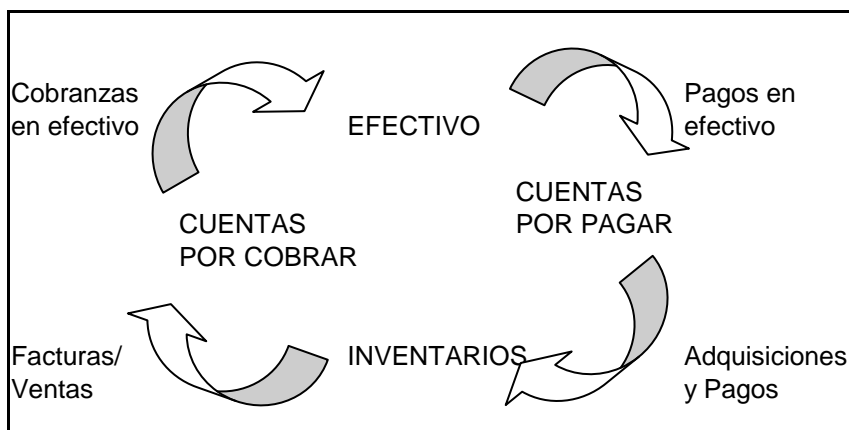 Cobranzas
en efectivo
EFECTIVO
Pagos en
efectivo
CUENTAS
POR COBRAR
CUENTAS
POR PAGAR
Facturas/
Ventas
INVENTARIOS
Adquisiciones
y Pagos